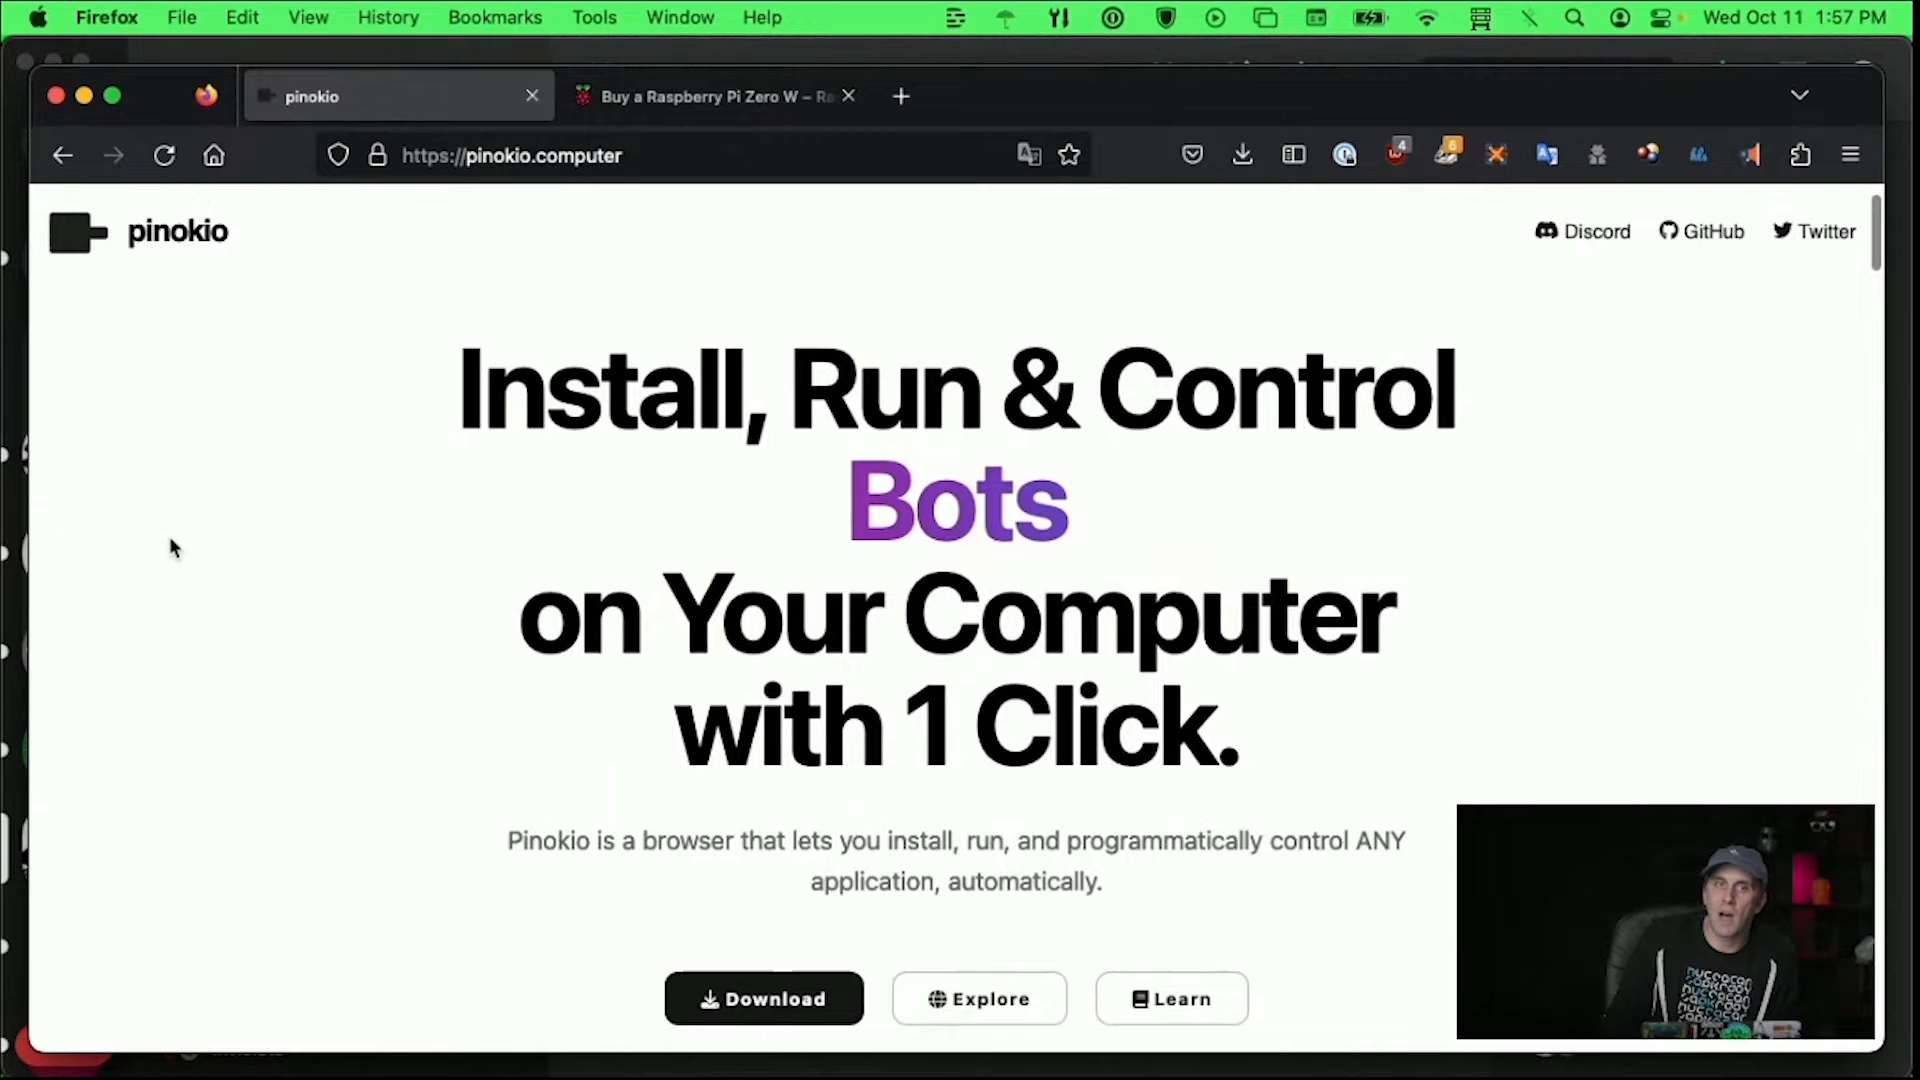 Firefox File Edit View History Bookmarks Tools Window Help Wed Oct 11 1:57 PM
pinokio Buy a Raspberry Pi Zero W – Ra
https://pinokio.computer 4 6
pinokio Discord GitHub Twitter
Install, Run & Control
Bots
on Your Computer
with 1 Click.
Pinokio is a browser that lets you install, run, and programmatically control ANY
application, automatically.
Download Explore Learn